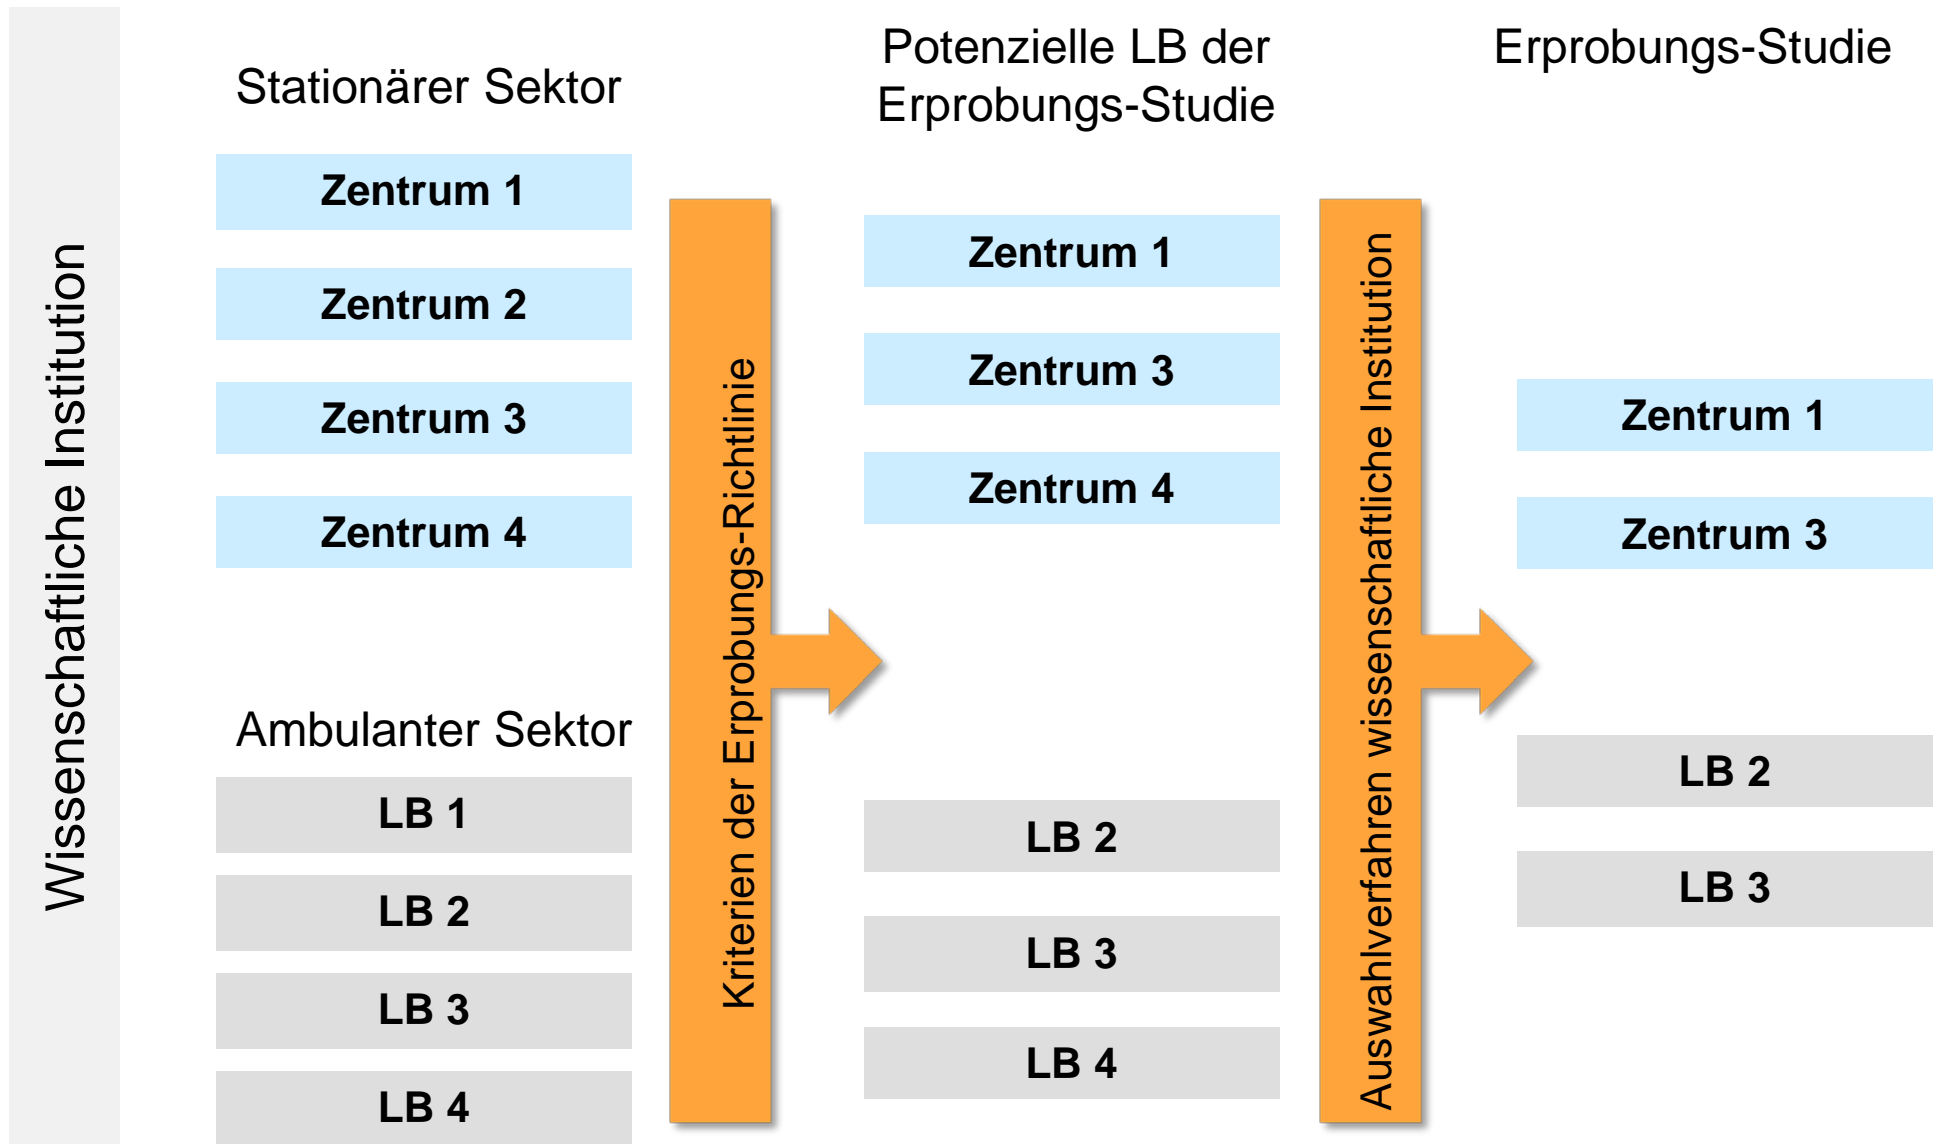 Wissenschaftliche Institution
Stationärer Sektor
Zentrum 1
Zentrum 2
Zentrum 3
Zentrum 4
Ambulanter Sektor
LB 1
LB 2
LB 3
LB 4
Kriterien der Erprobungs-Richtlinie
Potenzielle LB der
Erprobungs-Studie
Zentrum 1
Zentrum 3
Zentrum 4
LB 2
LB 3
LB 4
Auswahlverfahren wissenschaftliche Institution
Erprobungs-Studie
Zentrum 1
Zentrum 3
LB 2
LB 3